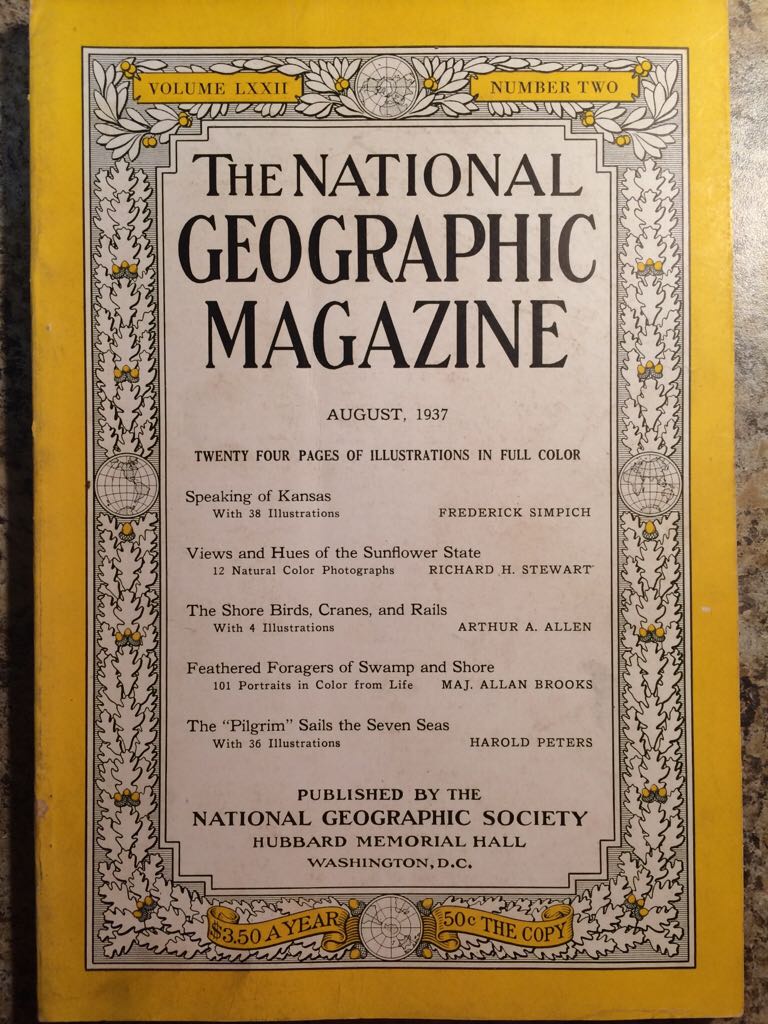 VOLUME LXXII
NUMBER TWO
THE NATIONAL
GEOGRAPHIC
MAGAZINE
AUGUST, 1937
TWENTY FOUR PAGES OF ILLUSTRATIONS IN FULL COLOR
Speaking of Kansas
With 38 Illustrations FREDERICK SIMPICH
Views and Hues of the Sunflower State
12 Natural Color Photographs RICHARD H. STEWART
The Shore Birds, Cranes, and Rails
With 4 Illustrations ARTHUR A. ALLEN
Feathered Foragers of Swamp and Shore
101 Portraits in Color from Life MAJ. ALLAN BROOKS
The "Pilgrim" Sails the Seven Seas
With 36 Illustrations HAROLD PETERS
PUBLISHED BY THE
NATIONAL GEOGRAPHIC SOCIETY
HUBBARD MEMORIAL HALL
WASHINGTON, D.C.
$3.50 A YEAR
50c THE COPY